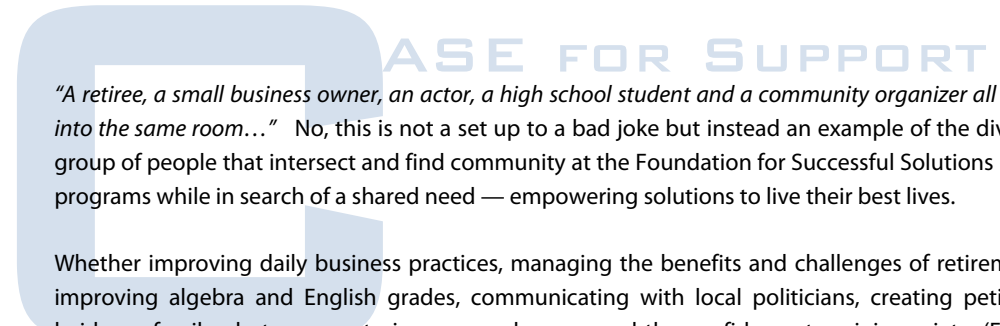 CASE FOR SUPPORT
“A retiree, a small business owner, an actor, a high school student and a community organizer all
into the same room…” No, this is not a set up to a bad joke but instead an example of the
group of people that intersect and find community at the Foundation for Successful Solutions
programs while in search of a shared need — empowering solutions to live their best lives.
Whether improving daily business practices, managing the benefits and challenges of
improving algebra and English grades, communicating with local politicians, creating